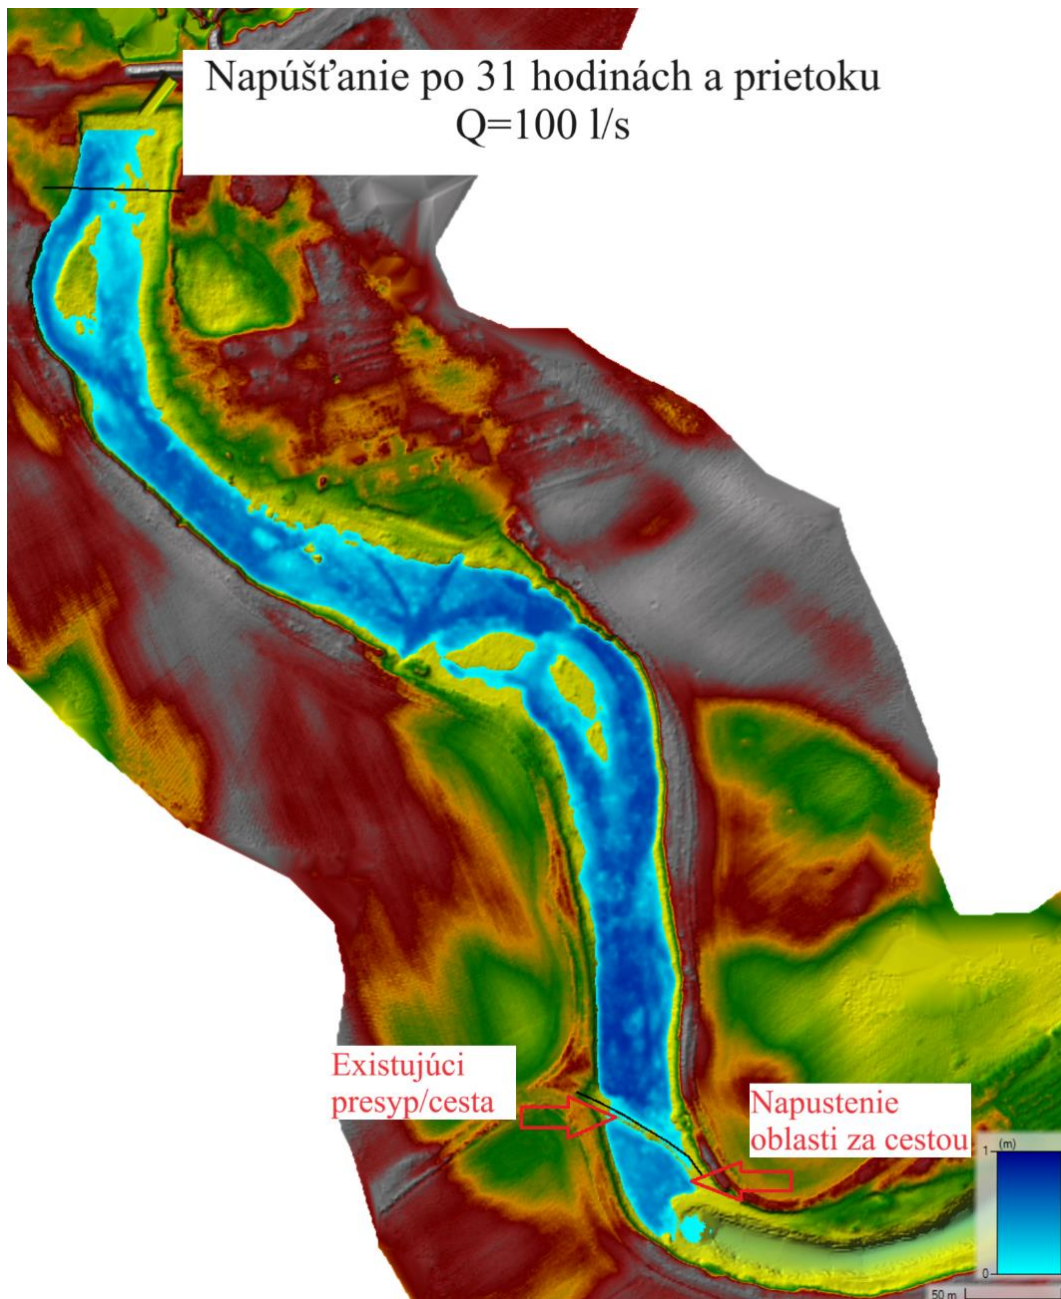 Napúšťanie po 31 hodinách a prietoku
Q=100 l/s
Existujúci
presyp/cesta
Napustenie
oblasti za cestou
(m)
1
0
50 m